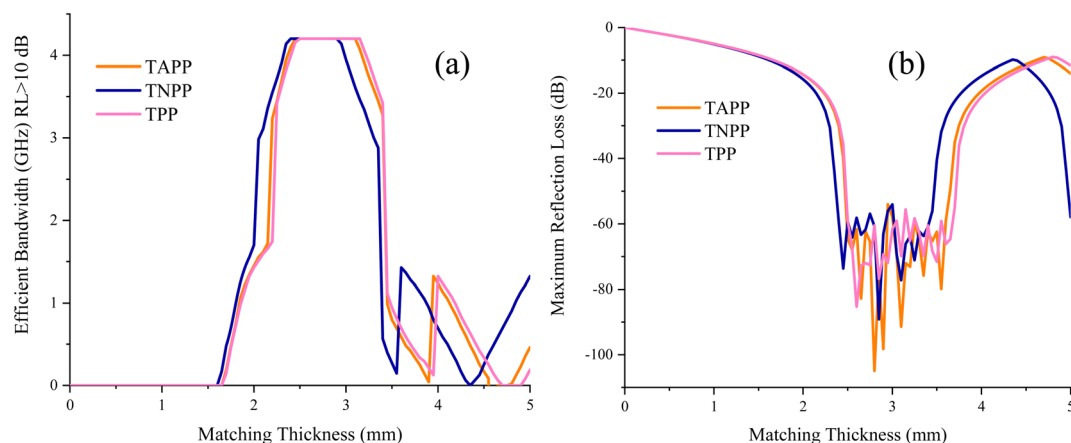 (a)
TAPP
TNPP
TPP
Efficient Bandwidth (GHz) RL>10 dB
4
3
2
1
0
0
1
2
3
4
5
Matching Thickness (mm)
(b)
TAPP
TNPP
TPP
Maximum Reflection Loss (dB)
0
-20
-40
-60
-80
-100
0
1
2
3
4
5
Matching Thickness (mm)